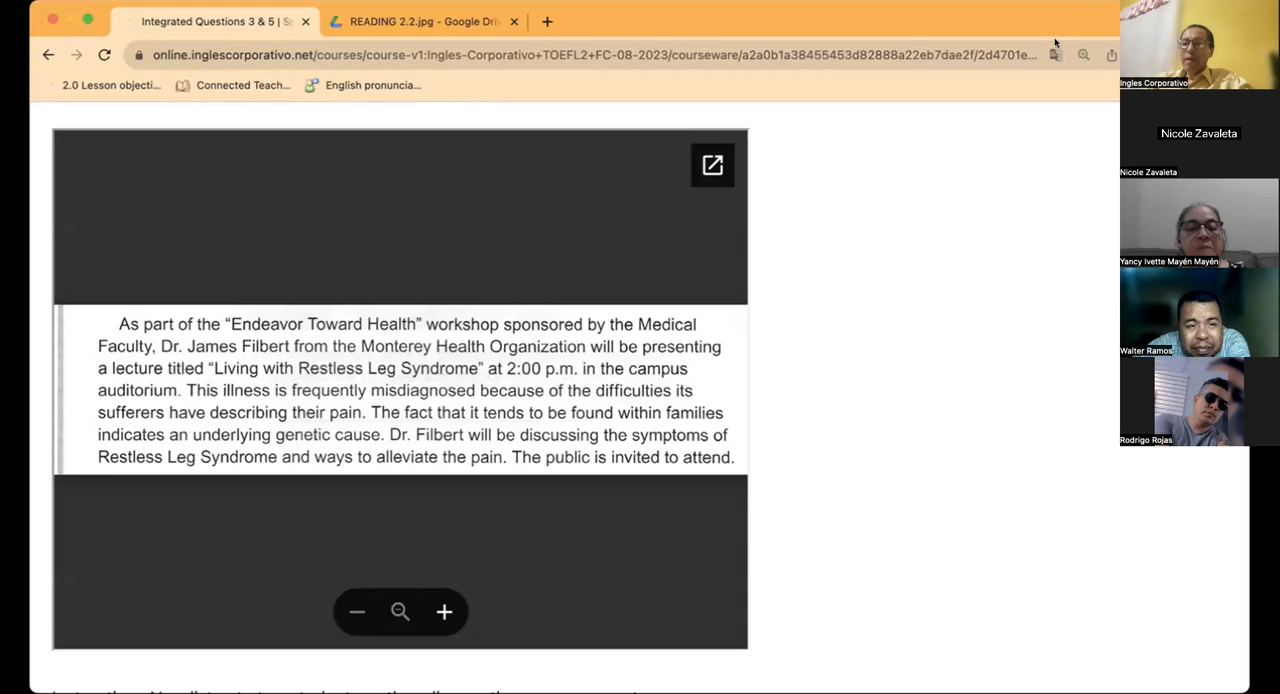 Integrated Questions 3 & 5 | S
READING 2.2.jpg - Google Dri
online.inglescorporativo.net/courses/course-v1:Ingles-Corporativo+TOEFL2+FC-08-2023/courseware/a2a0b1a38455453d82888a22eb7dae2f/2d4701e...
2.0 Lesson objecti...
Connected Teach...
English pronuncia...
As part of the “Endeavor Toward Health” workshop sponsored by the Medical
Faculty, Dr. James Filbert from the Monterey Health Organization will be presenting
a lecture titled “Living with Restless Leg Syndrome” at 2:00 p.m. in the campus
auditorium. This illness is frequently misdiagnosed because of the difficulties its
sufferers have describing their pain. The fact that it tends to be found within families
indicates an underlying genetic cause. Dr. Filbert will be discussing the symptoms of
Restless Leg Syndrome and ways to alleviate the pain. The public is invited to attend.
Ingles Corporativo
Nicole Zavaleta
Nicole Zavaleta
Yancy Ivette Mayén Mayén
Walter Ramos
Rodrigo Rojas